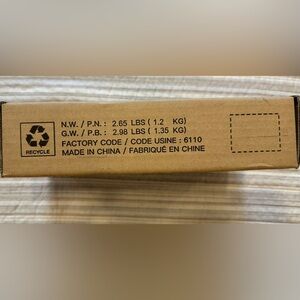 N.W. / P.N. : 2.65 LBS ( 1.2 KG)
G.W. / P.B. : 2.98 LBS ( 1.35 KG)
FACTORY CODE / CODE USINE : 6110
MADE IN CHINA / FABRIQUÉ EN CHINE
RECYCLE